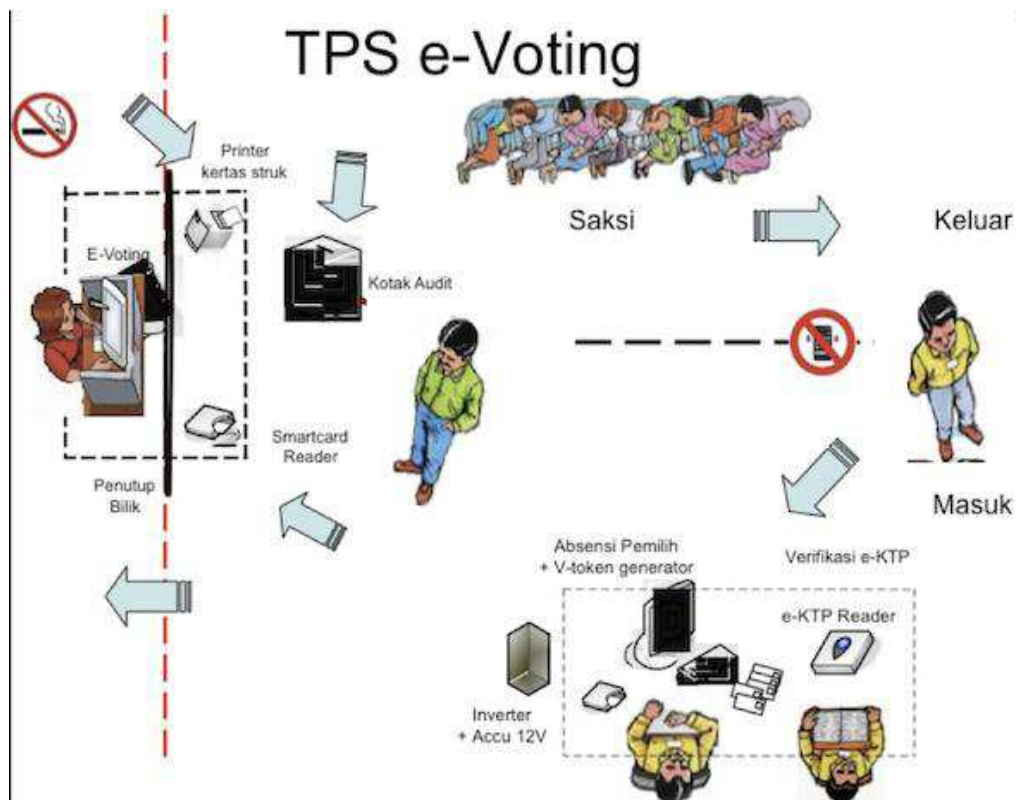 TPS e-Voting
Printer
kertas struk
Saksi
Keluar
E-Voting
Kotak Audit
Smartcard
Reader
Penutup
Bilik
Masuk
Absensi Pemilih
+ V-token generator
Verifikasi e-KTP
e-KTP Reader
Inverter
+ Accu 12V